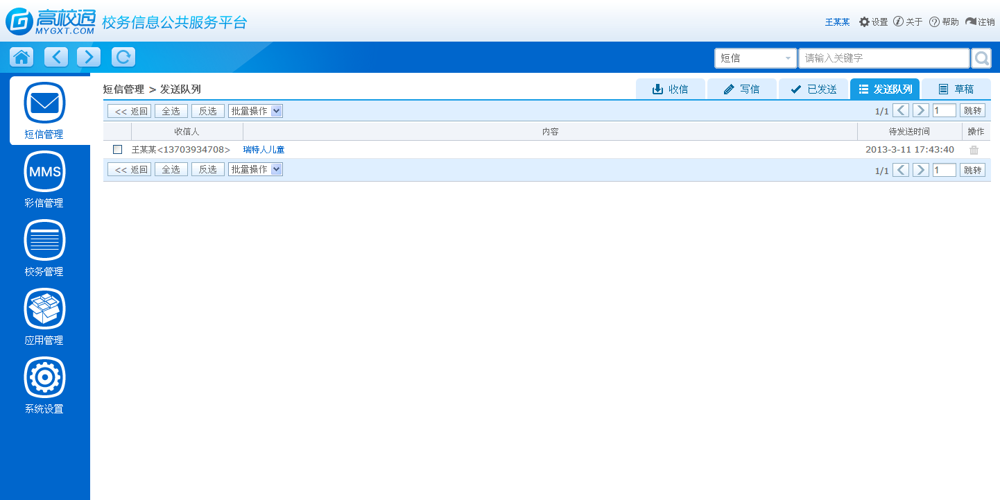 高校通 校务信息公共服务平台
MYGXT.COM
王某某 设置 关于 帮助 注销
短信 请输入关键字
短信管理
MMS
彩信管理
校务管理
应用管理
系统设置
短信管理 > 发送队列
收信 写信 已发送 发送队列 草稿
<< 返回 全选 反选 批量操作 1/1 1 跳转
收信人 内容 待发送时间 操作
王某某<13703934708> 瑞特人儿童 2013-3-11 17:43:40
<< 返回 全选 反选 批量操作 1/1 1 跳转